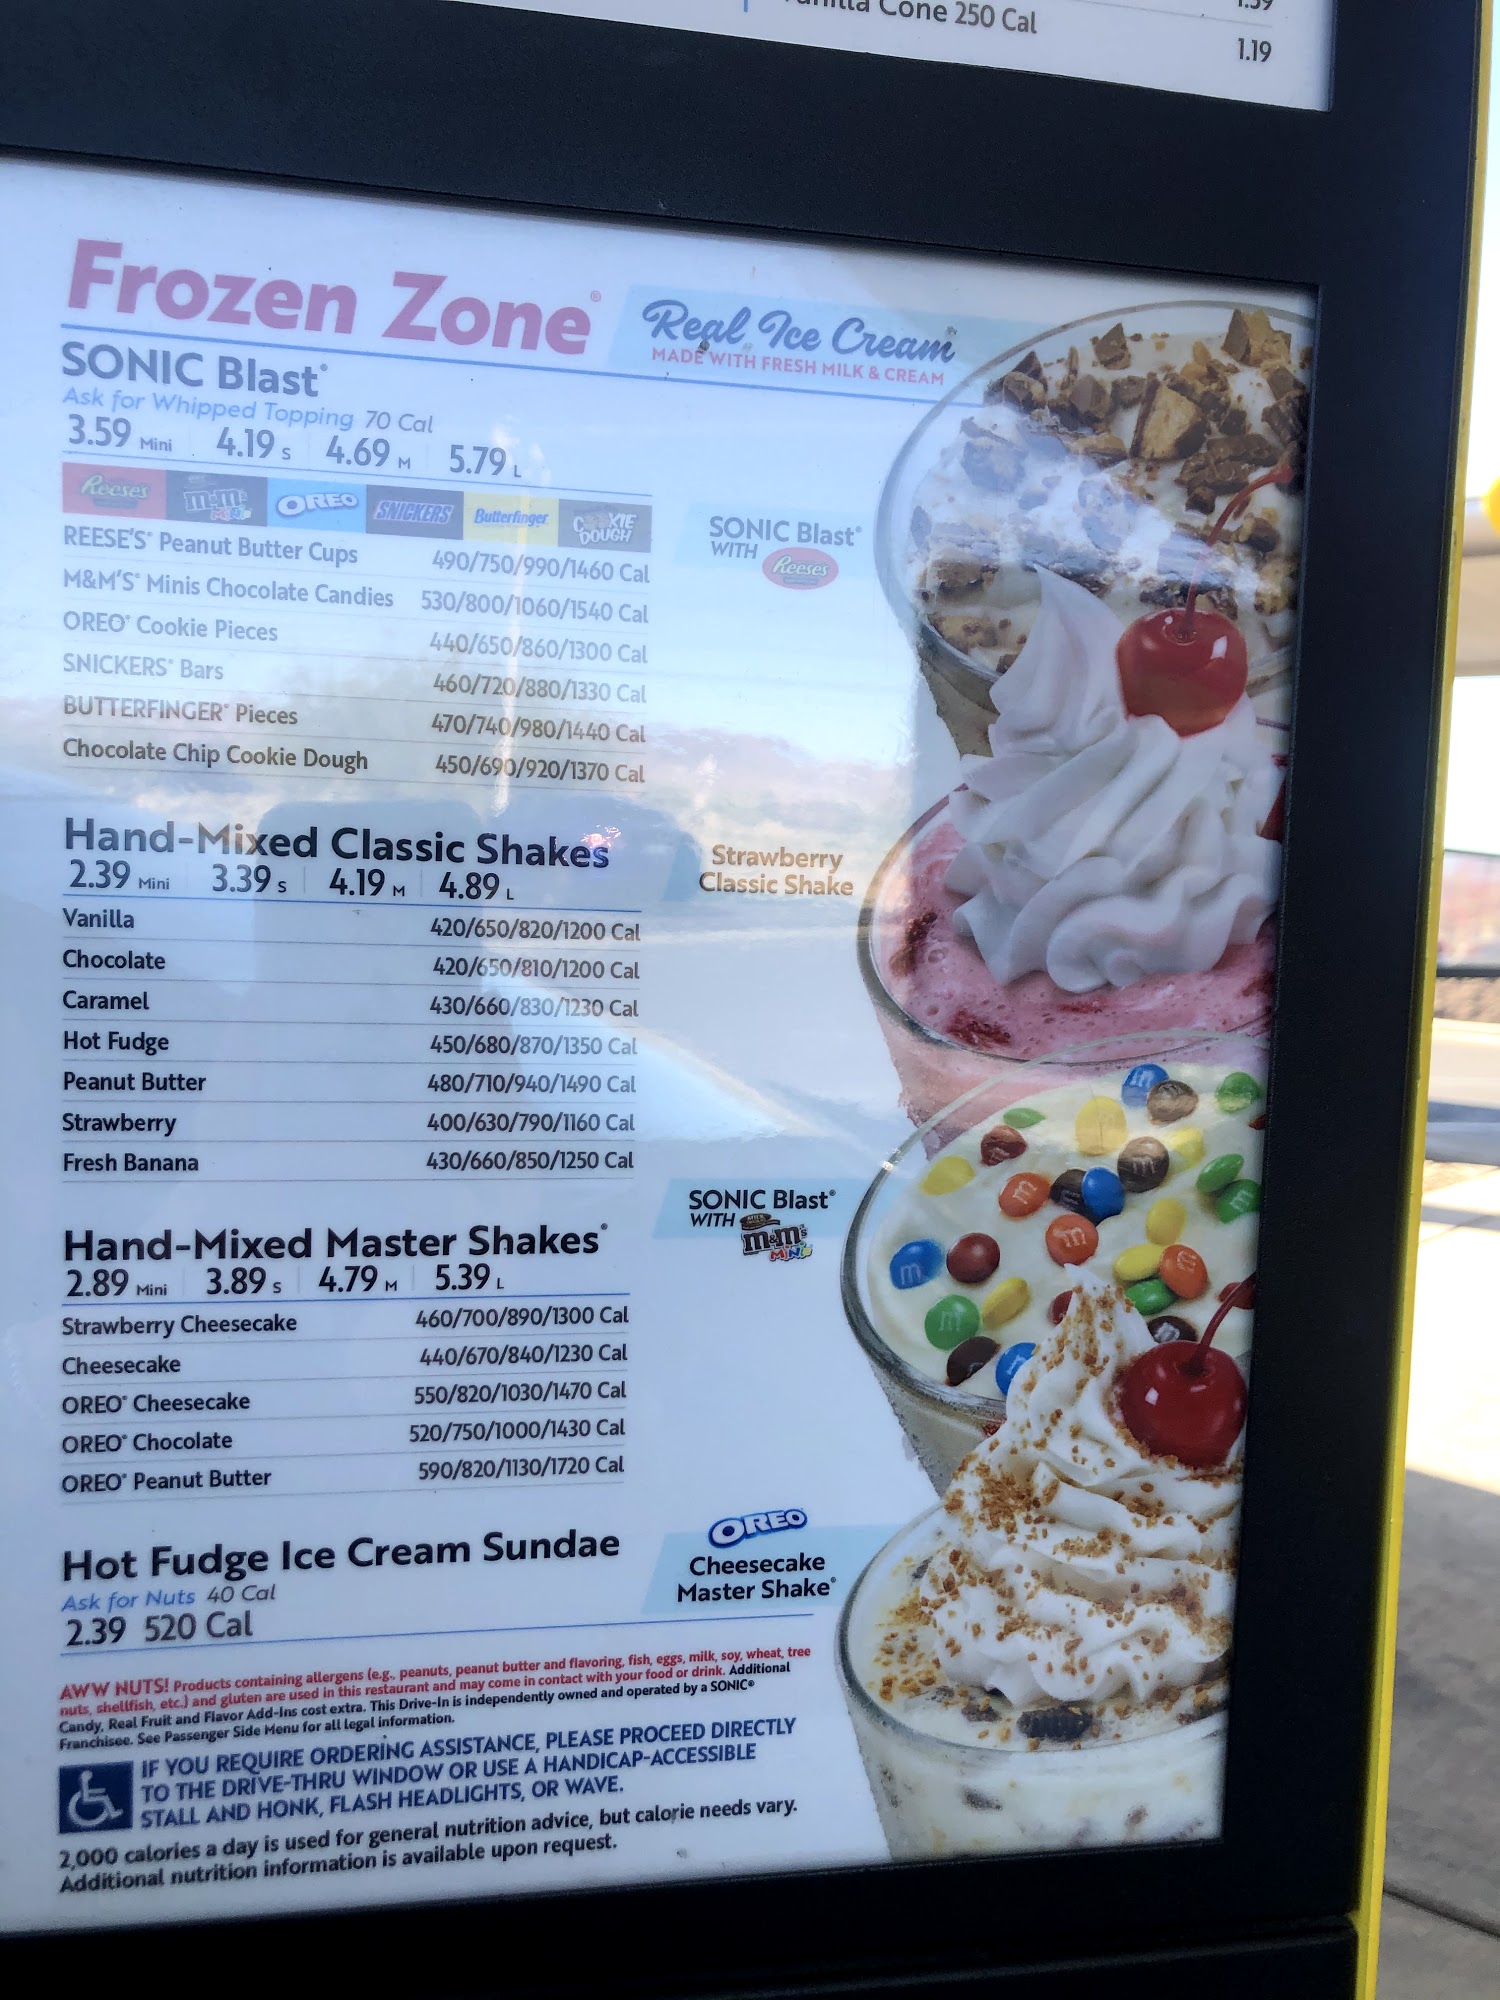 Cone 250 Cal
1.19
Frozen Zone®
Real Ice Cream
MADE WITH FRESH MILK & CREAM
SONIC Blast®
Ask for Whipped Topping 70 Cal
3.59 Mini 4.19 S 4.69 M 5.79 L
Reese's m&m's MINIS OREO SNICKERS Butterfinger COOKIE DOUGH
REESE'S® Peanut Butter Cups 490/750/990/1460 Cal
M&M'S® Minis Chocolate Candies 530/800/1060/1540 Cal
OREO® Cookie Pieces 440/650/860/1300 Cal
SNICKERS® Bars 460/720/880/1330 Cal
BUTTERFINGER® Pieces 470/740/980/1440 Cal
Chocolate Chip Cookie Dough 450/690/920/1370 Cal
SONIC Blast®
WITH Reese's
Hand-Mixed Classic Shakes
2.39 Mini 3.39 S 4.19 M 4.89 L
Vanilla 420/650/820/1200 Cal
Chocolate 420/650/810/1200 Cal
Caramel 430/660/830/1230 Cal
Hot Fudge 450/680/870/1350 Cal
Peanut Butter 480/710/940/1490 Cal
Strawberry 400/630/790/1160 Cal
Fresh Banana 430/660/850/1250 Cal
Strawberry
Classic Shake
SONIC Blast®
WITH m&m's
MINIS
Hand-Mixed Master Shakes®
2.89 Mini 3.89 S 4.79 M 5.39 L
Strawberry Cheesecake 460/700/890/1300 Cal
Cheesecake 440/670/840/1230 Cal
OREO® Cheesecake 550/820/1030/1470 Cal
OREO® Chocolate 520/750/1000/1430 Cal
OREO® Peanut Butter 590/820/1130/1720 Cal
OREO
Cheesecake
Master Shake®
Hot Fudge Ice Cream Sundae
Ask for Nuts 40 Cal
2.39 520 Cal
AWW NUTS! Products containing allergens (e.g., peanuts, peanut butter and flavoring, fish, eggs, milk, soy, wheat, tree
nuts, shellfish, etc.) and gluten are used in this restaurant and may come in contact with your food or drink. Additional
Candy, Real Fruit and Flavor Add-Ins cost extra. This Drive-In is independently owned and operated by a SONIC®
Franchisee. See Passenger Side Menu for all legal information.
IF YOU REQUIRE ORDERING ASSISTANCE, PLEASE PROCEED DIRECTLY
TO THE DRIVE-THRU WINDOW OR USE A HANDICAP-ACCESSIBLE
STALL AND HONK, FLASH HEADLIGHTS, OR WAVE.
2,000 calories a day is used for general nutrition advice, but calorie needs vary.
Additional nutrition information is available upon request.